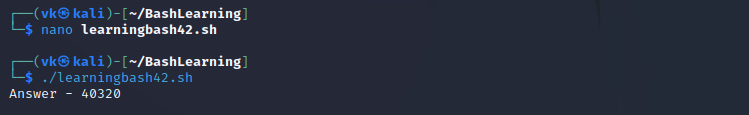 ┌──(vk㉿kali)-[~/BashLearning]
└─$ nano learningbash42.sh
┌──(vk㉿kali)-[~/BashLearning]
└─$ ./learningbash42.sh
Answer - 40320